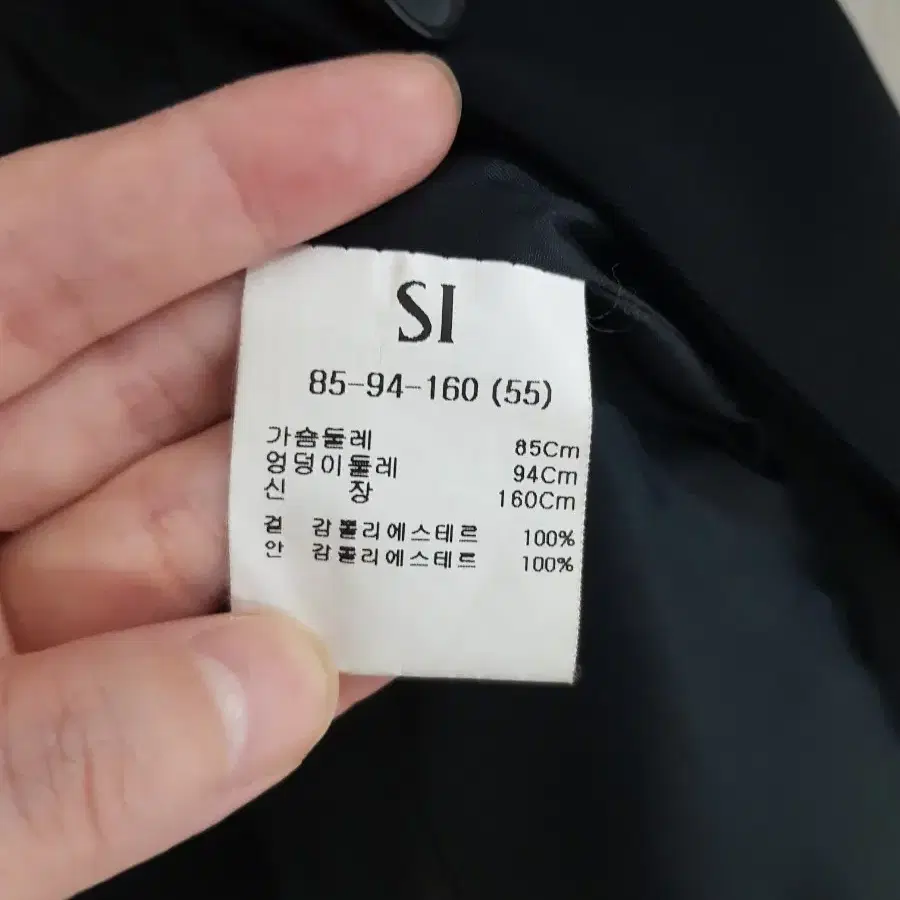 SI
85-94-160 (55)
가슴둘레 85Cm
엉덩이둘레 94Cm
신 장 160Cm
겉 감 폴리에스테르 100%
안 감 폴리에스테르 100%